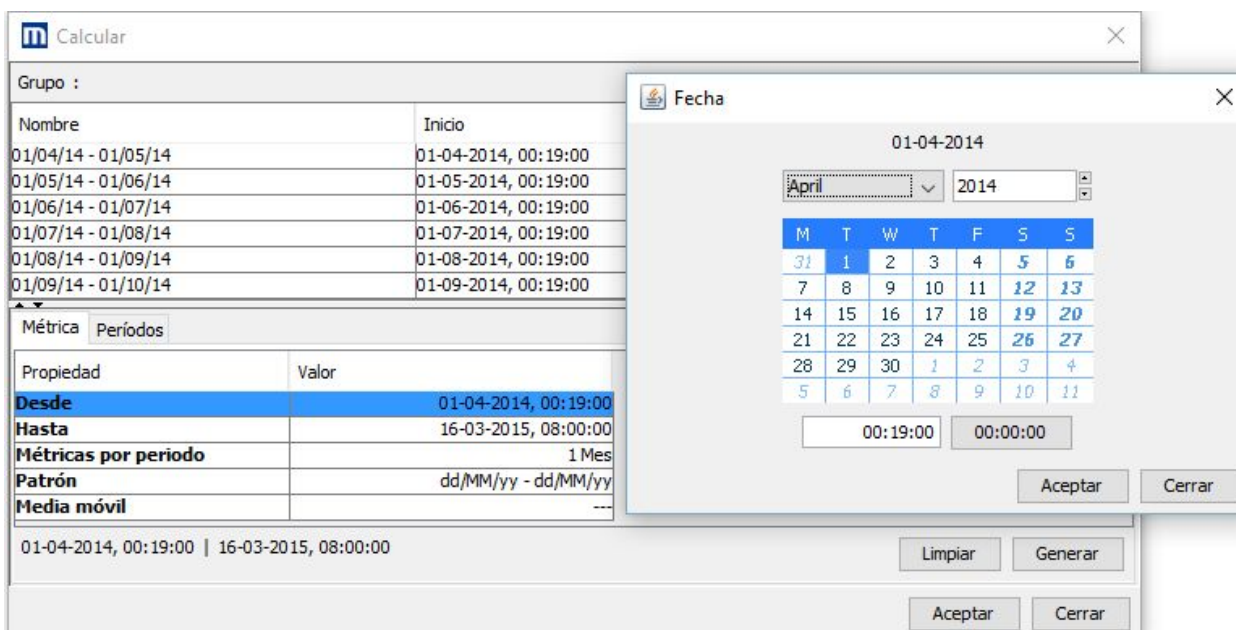 Calcular
Grupo :
Nombre Inicio
01/04/14 - 01/05/14 01-04-2014, 00:19:00
01/05/14 - 01/06/14 01-05-2014, 00:19:00
01/06/14 - 01/07/14 01-06-2014, 00:19:00
01/07/14 - 01/08/14 01-07-2014, 00:19:00
01/08/14 - 01/09/14 01-08-2014, 00:19:00
01/09/14 - 01/10/14 01-09-2014, 00:19:00
Métrica Períodos
Propiedad Valor
Desde 01-04-2014, 00:19:00
Hasta 16-03-2015, 08:00:00
Métricas por periodo 1 Mes
Patrón dd/MM/yy - dd/MM/yy
Media móvil ---
01-04-2014, 00:19:00 | 16-03-2015, 08:00:00
Limpiar Generar
Aceptar Cerrar
Fecha
01-04-2014
April 2014
M T W T F S S
31 1 2 3 4 5 6
7 8 9 10 11 12 13
14 15 16 17 18 19 20
21 22 23 24 25 26 27
28 29 30 1 2 3 4
5 6 7 8 9 10 11
00:19:00 00:00:00
Aceptar Cerrar